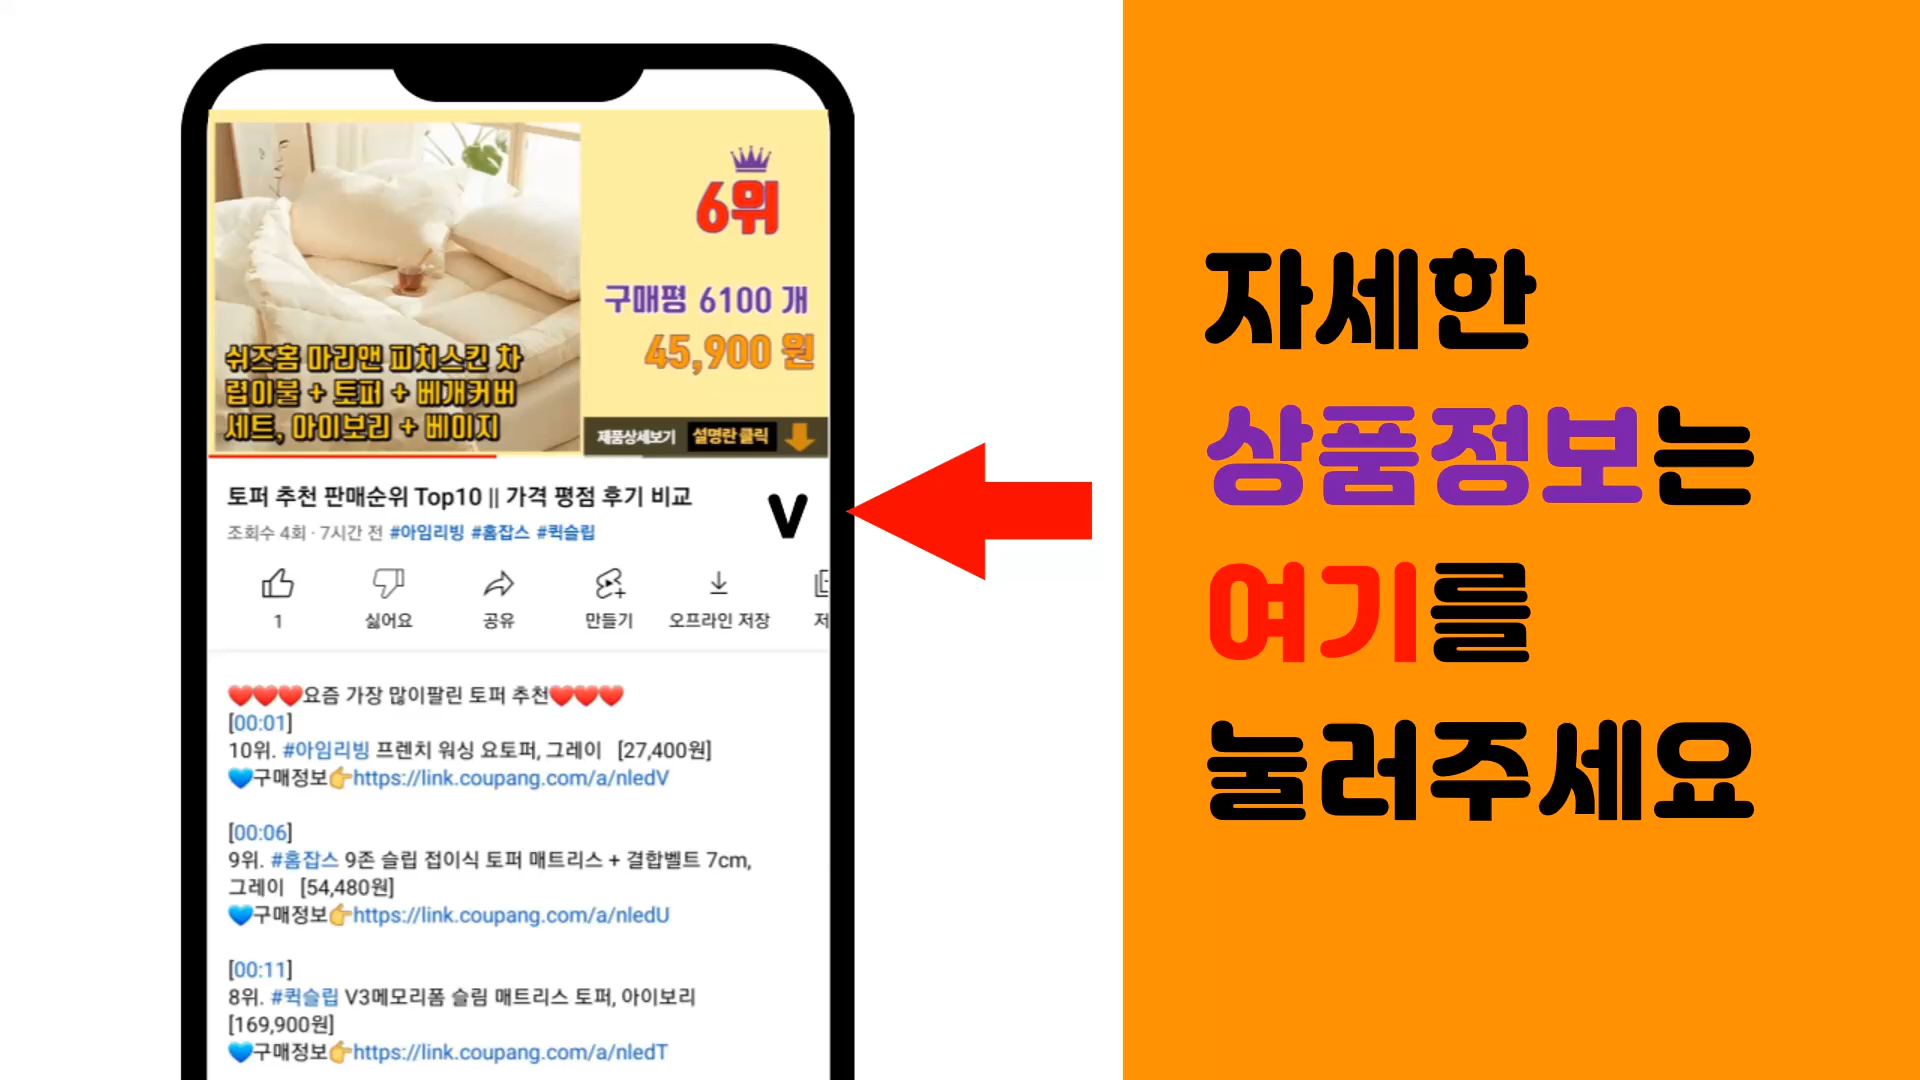 6위
구매평 6100 개
45,900 원
쉬즈홈 마리앤 피치스킨 차
렵이불 + 토퍼 + 베개커버
세트, 아이보리 + 베이지
제품상세보기 설명란 클릭
토퍼 추천 판매순위 Top10 || 가격 평점 후기 비교
V
조회수 4회 · 7시간 전 #아임리빙 #홈잡스 #퀵슬립
1 싫어요 공유 만들기 오프라인 저장 저
❤️❤️❤️요즘 가장 많이팔린 토퍼 추천❤️❤️❤️
[00:01]
10위. #아임리빙 프렌치 워싱 요토퍼, 그레이 [27,400원]
💙구매정보👉https://link.coupang.com/a/nledV
[00:06]
9위. #홈잡스 9존 슬립 접이식 토퍼 매트리스 + 결합벨트 7cm,
그레이 [54,480원]
💙구매정보👉https://link.coupang.com/a/nledU
[00:11]
8위. #퀵슬립 V3메모리폼 슬림 매트리스 토퍼, 아이보리
[169,900원]
💙구매정보👉https://link.coupang.com/a/nledT
자세한
상품정보는
여기를
눌러주세요